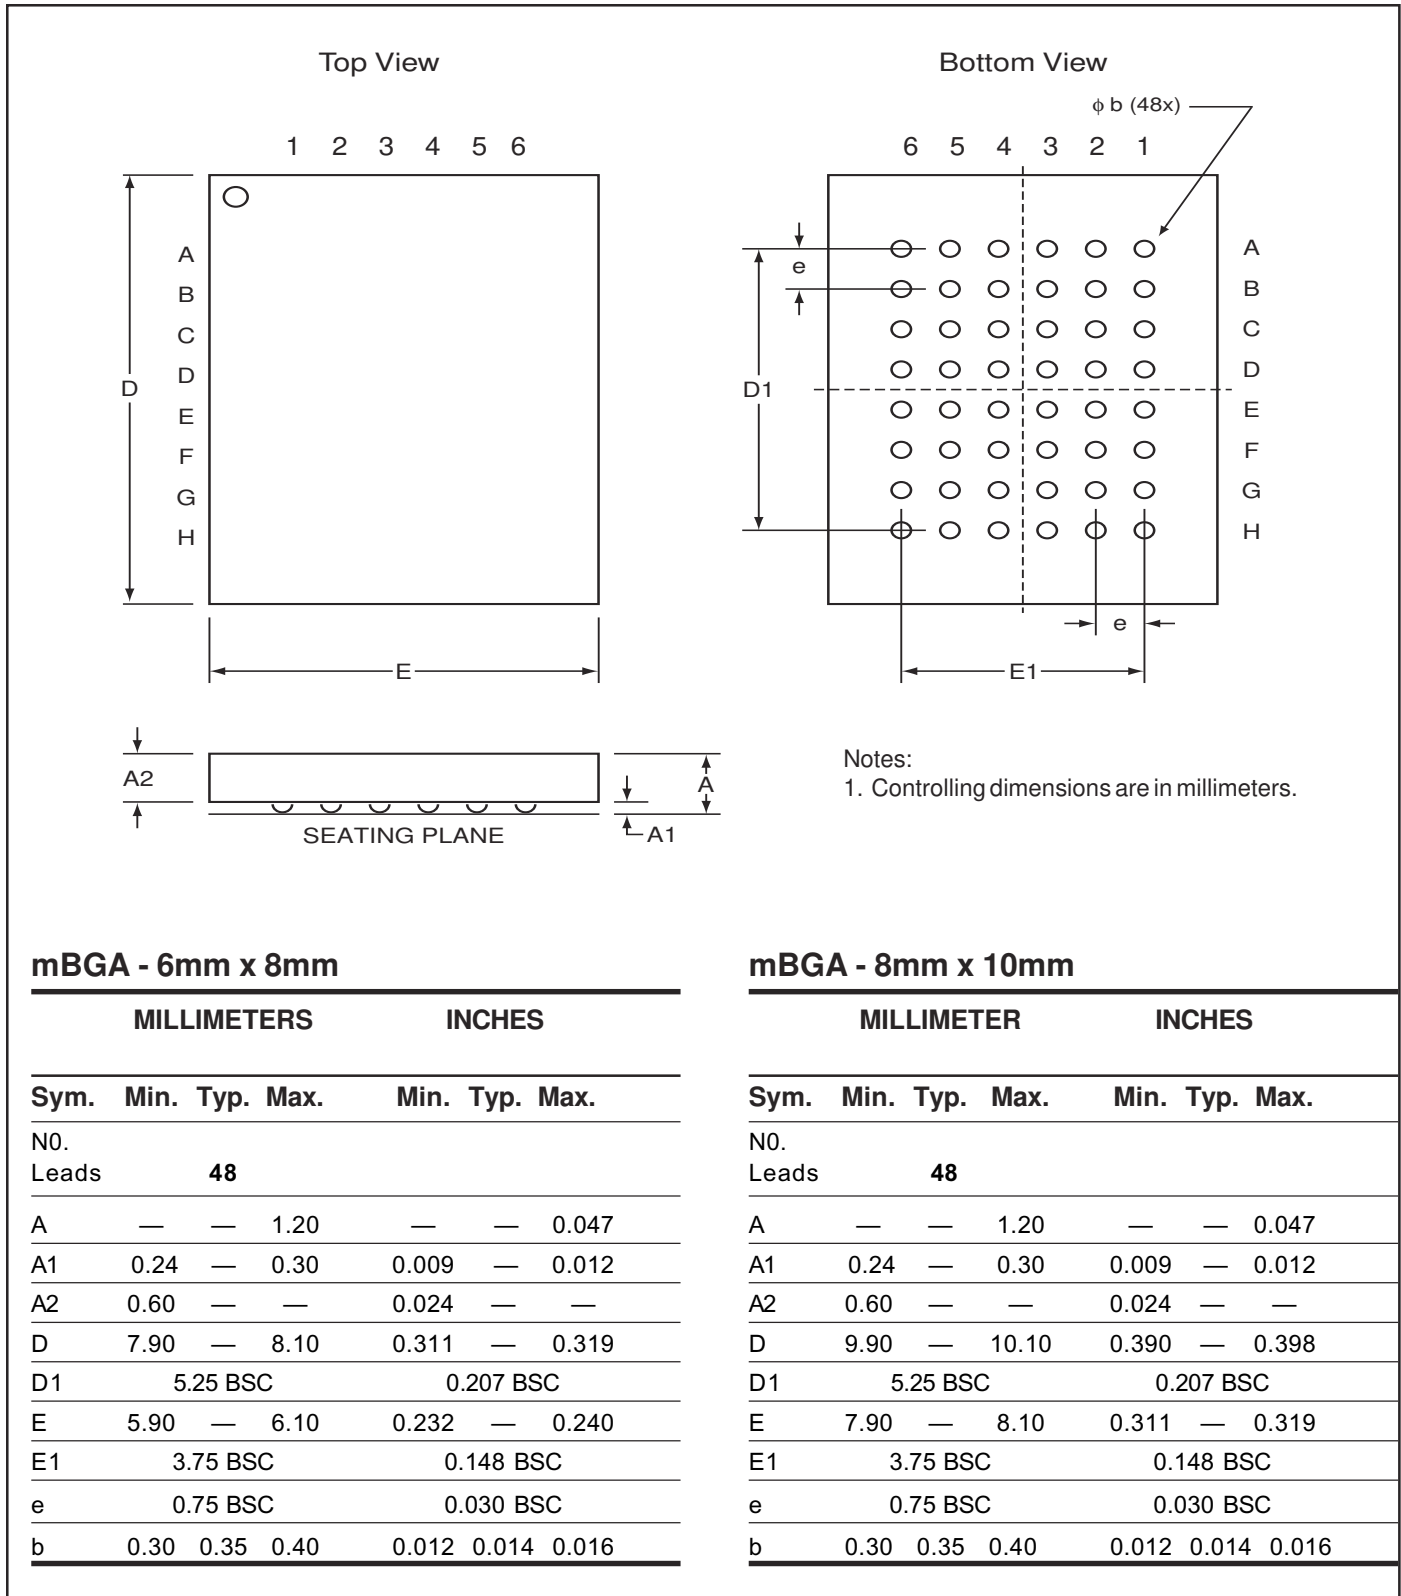 Top View
Bottom View
ϕ b (48x)
1 2 3 4 5 6
6 5 4 3 2 1
A
B
C
D
E
F
G
H
D
E
e
D1
A
B
C
D
E
F
G
H
e
E1
A2
A
A1
SEATING PLANE
Notes:
1. Controlling dimensions are in millimeters.
mBGA - 6mm x 8mm
MILLIMETERS INCHES
Sym. Min. Typ. Max. Min. Typ. Max.
N0.
Leads 48
A — — 1.20 — — 0.047
A1 0.24 — 0.30 0.009 — 0.012
A2 0.60 — — 0.024 — —
D 7.90 — 8.10 0.311 — 0.319
D1 5.25 BSC 0.207 BSC
E 5.90 — 6.10 0.232 — 0.240
E1 3.75 BSC 0.148 BSC
e 0.75 BSC 0.030 BSC
b 0.30 0.35 0.40 0.012 0.014 0.016
mBGA - 8mm x 10mm
MILLIMETER INCHES
Sym. Min. Typ. Max. Min. Typ. Max.
N0.
Leads 48
A — — 1.20 — — 0.047
A1 0.24 — 0.30 0.009 — 0.012
A2 0.60 — — 0.024 — —
D 9.90 — 10.10 0.390 — 0.398
D1 5.25 BSC 0.207 BSC
E 7.90 — 8.10 0.311 — 0.319
E1 3.75 BSC 0.148 BSC
e 0.75 BSC 0.030 BSC
b 0.30 0.35 0.40 0.012 0.014 0.016